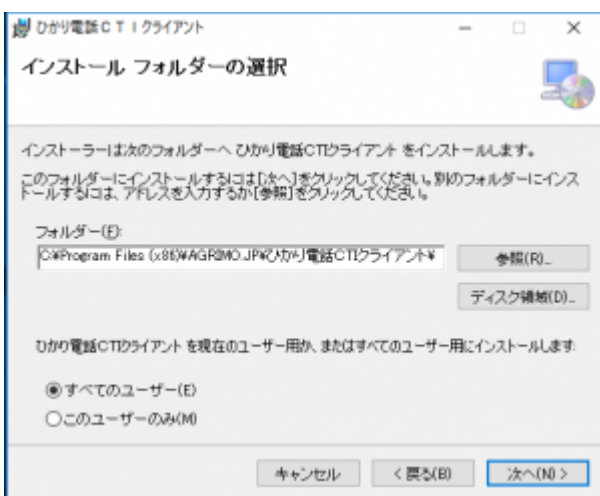 ひかり電話CTIクライアント
インストール フォルダーの選択
インストーラーは次のフォルダーへ ひかり電話CTIクライアント をインストールします。
このフォルダーにインストールするには[次へ]をクリックしてください。別のフォルダーにインス
トールするには、アドレスを入力するか[参照]をクリックしてください。
フォルダー(F):
C:¥Program Files (x86)¥AGRIMO.JP¥ひかり電話CTIクライアント¥
参照(R)...
ディスク領域(D)...
ひかり電話CTIクライアント を現在のユーザー用か、またはすべてのユーザー用にインストールします:
すべてのユーザー(E)
このユーザーのみ(M)
キャンセル
< 戻る(B)
次へ(N) >